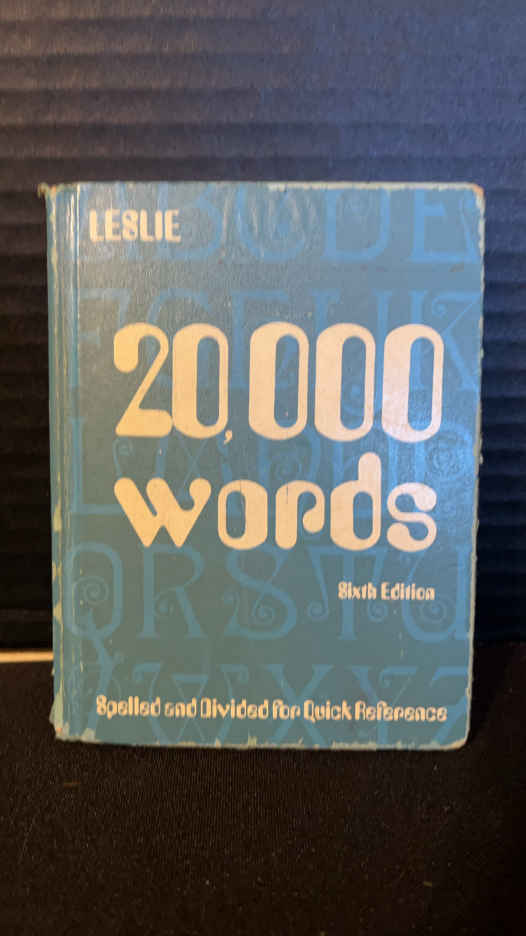 LESLIE
20,000
words
Sixth Edition
Spelled and Divided for Quick Reference